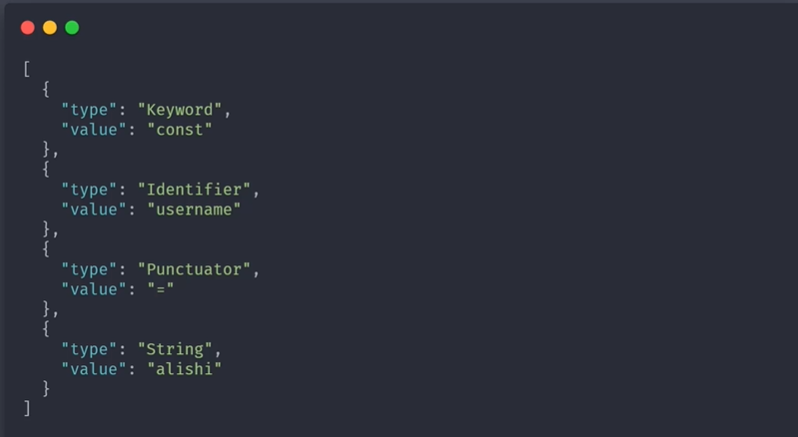 [
  {
    "type": "Keyword",
    "value": "const"
  },
  {
    "type": "Identifier",
    "value": "username"
  },
  {
    "type": "Punctuator",
    "value": "="
  },
  {
    "type": "String",
    "value": "alishi"
  }
]